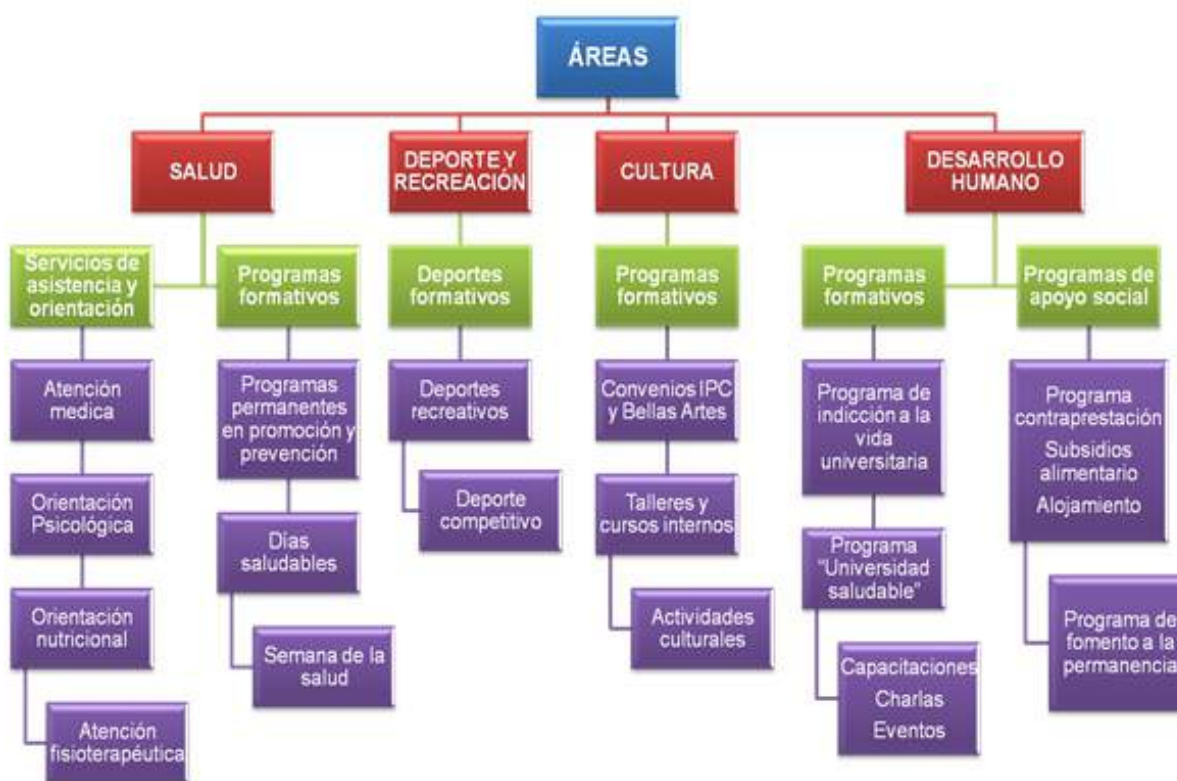 ÁREAS
SALUD
DEPORTE Y
RECREACIÓN
CULTURA
DESARROLLO
HUMANO
Servicios de
asistencia y
orientación
Programas
formativos
Deportes
formativos
Programas
formativos
Programas
formativos
Programas de
apoyo social
Atención
medica
Orientación
Psicológica
Orientación
nutricional
Atención
fisioterapéutica
Programas
permanentes
en promoción y
prevención
Dias
saludables
Semana de la
salud
Deportes
recreativos
Deporte
competitivo
Convenios IPC
y Bellas Artes
Talleres y
cursos internos
Actividades
culturales
Programa de
indicción a la
vida
universitaria
Programa
“Universidad
saludable”
Capacitaciones
Charlas
Eventos
Programa
contraprestación
Subsidios
alimentario
Alojamiento
Programa de
fomento a la
permanencia